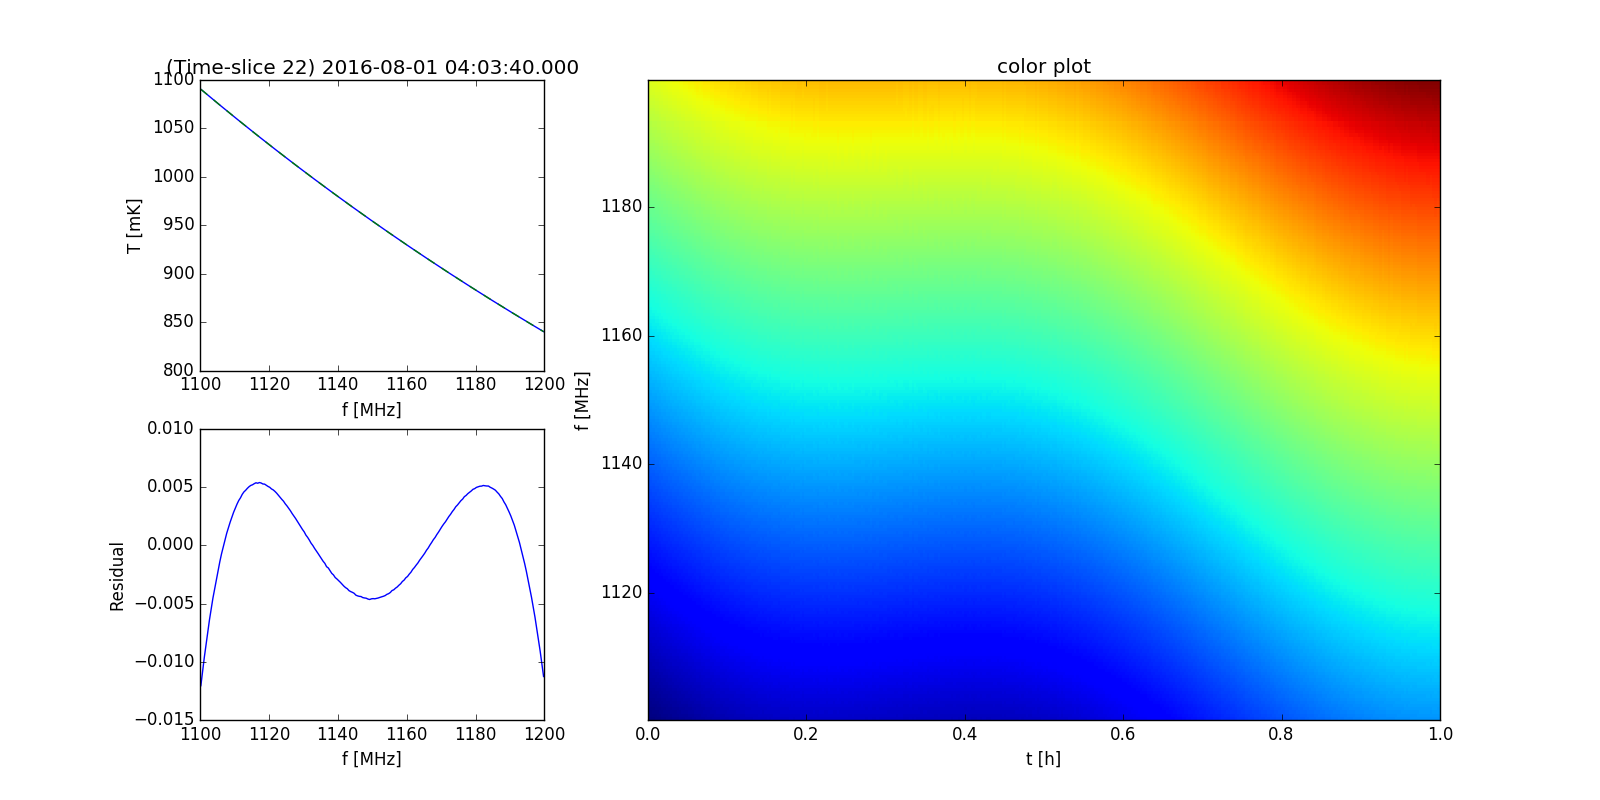 (Time-slice 22) 2016-08-01 04:03:40.000
1100
1050
1000
950
900
850
800
T [mK]
1100 1120 1140 1160 1180 1200
f [MHz]
0.010
0.005
0.000
−0.005
−0.010
−0.015
Residual
1100 1120 1140 1160 1180 1200
f [MHz]
color plot
1180
1160
1140
1120
f [MHz]
0.0 0.2 0.4 0.6 0.8 1.0
t [h]